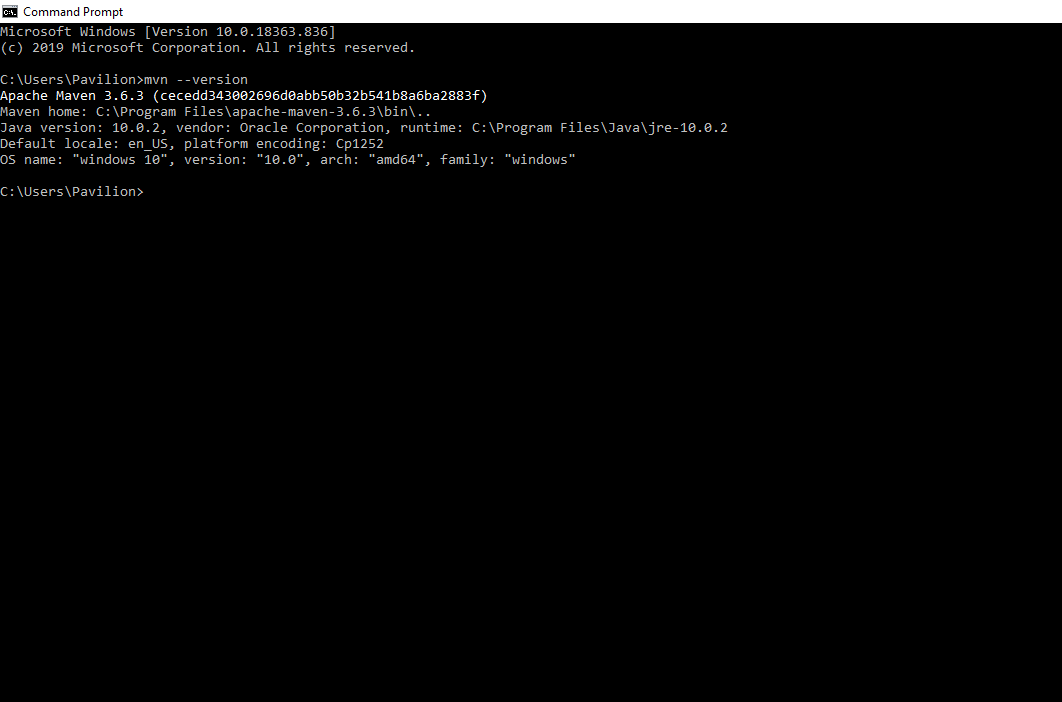 Command Prompt
Microsoft Windows [Version 10.0.18363.836]
(c) 2019 Microsoft Corporation. All rights reserved.
C:\Users\Pavilion>mvn --version
Apache Maven 3.6.3 (cecedd343002696d0abb50b32b541b8a6ba2883f)
Maven home: C:\Program Files\apache-maven-3.6.3\bin\..
Java version: 10.0.2, vendor: Oracle Corporation, runtime: C:\Program Files\Java\jre-10.0.2
Default locale: en_US, platform encoding: Cp1252
OS name: "windows 10", version: "10.0", arch: "amd64", family: "windows"
C:\Users\Pavilion>